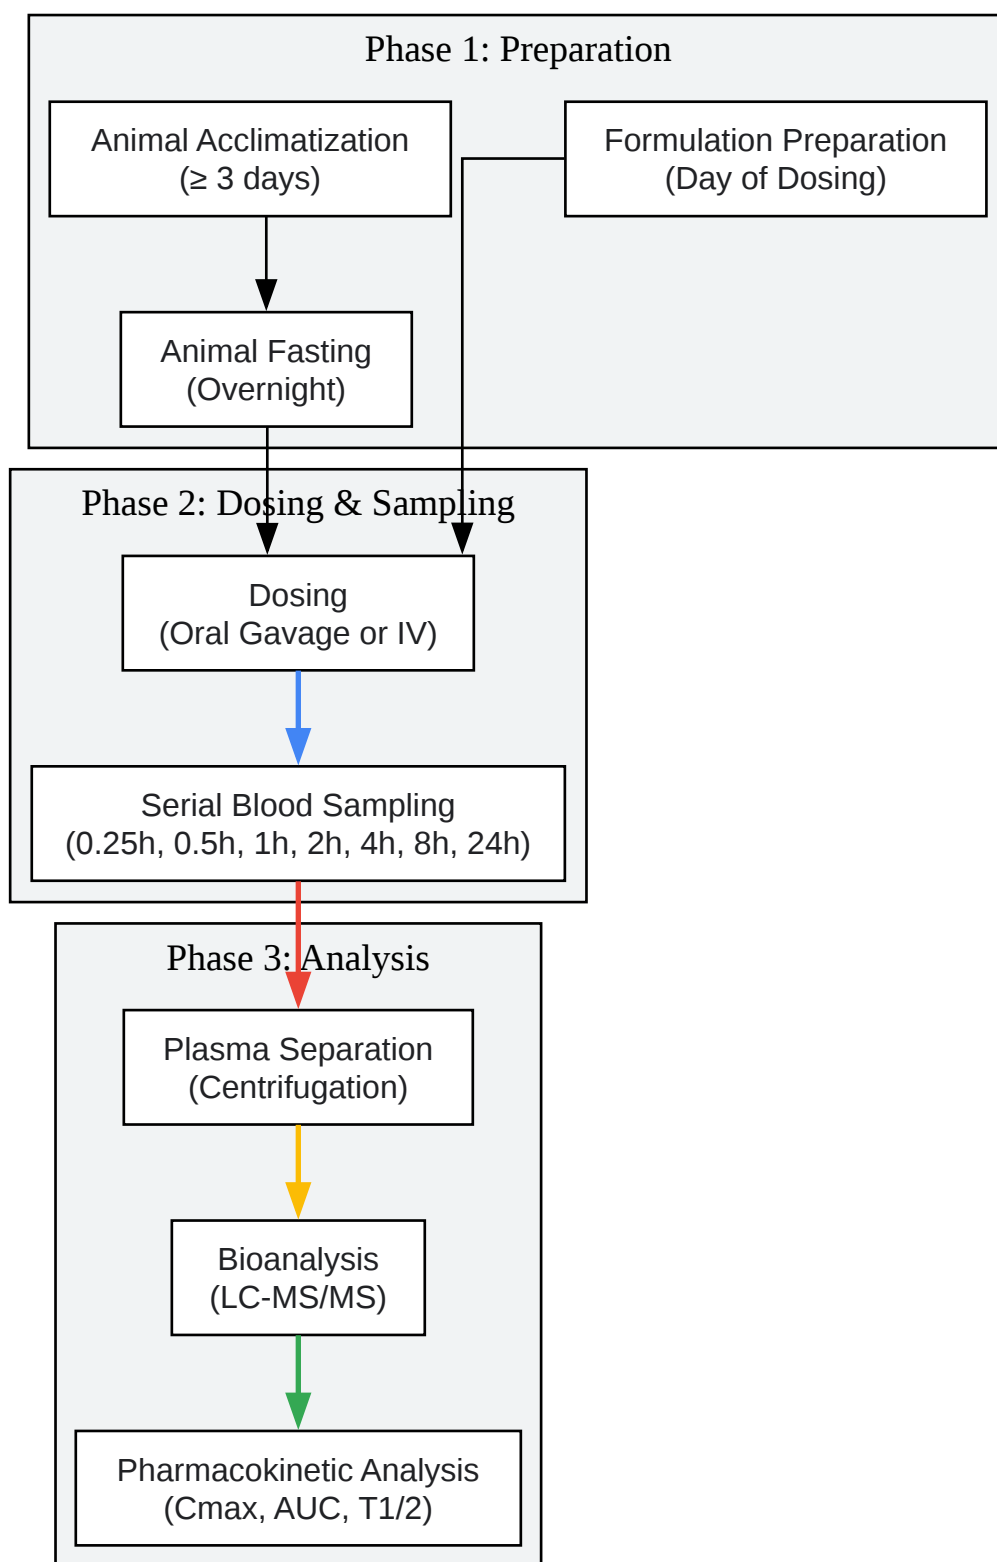 Phase 1: Preparation
Animal Acclimatization
(≥ 3 days)
Formulation Preparation
(Day of Dosing)
Animal Fasting
(Overnight)
Phase 2: Dosing & Sampling
Dosing
(Oral Gavage or IV)
Serial Blood Sampling
(0.25h, 0.5h, 1h, 2h, 4h, 8h, 24h)
Phase 3: Analysis
Plasma Separation
(Centrifugation)
Bioanalysis
(LC-MS/MS)
Pharmacokinetic Analysis
(Cmax, AUC, T1/2)